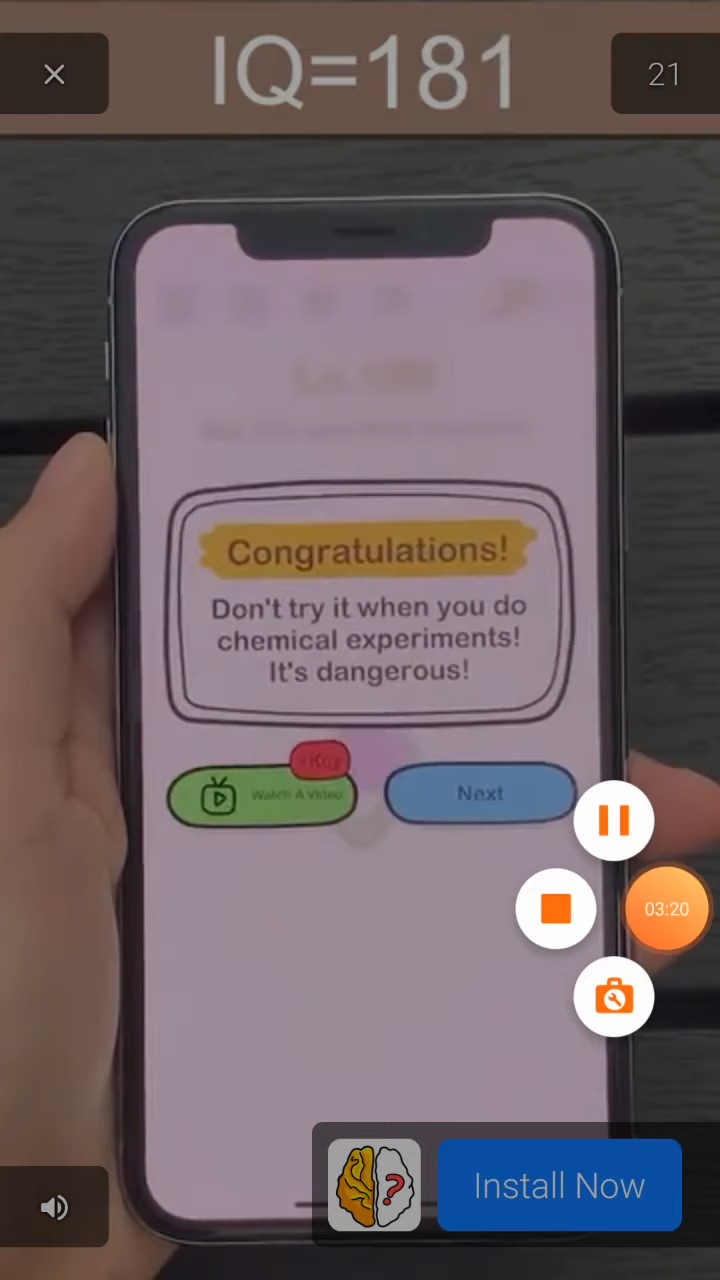 IQ=181
21
Congratulations!
Don't try it when you do
chemical experiments!
It's dangerous!
+Key
Watch A Video
Next
03:20
?
Install Now